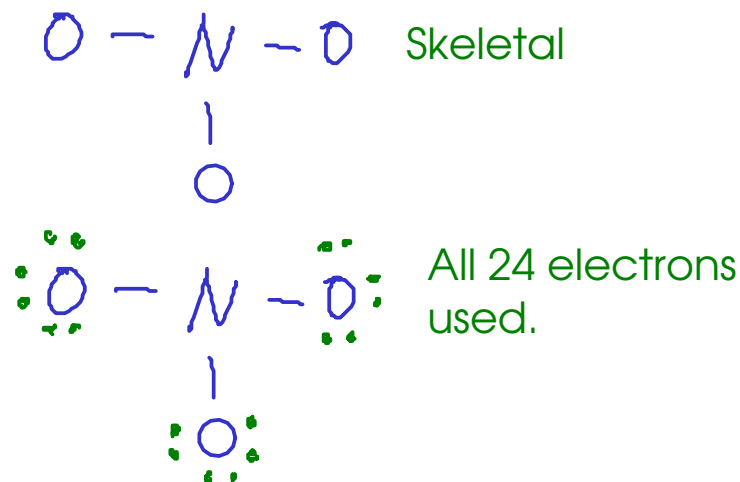 O — N — O Skeletal
|
O
O — N — O All 24 electrons
used.
|
O